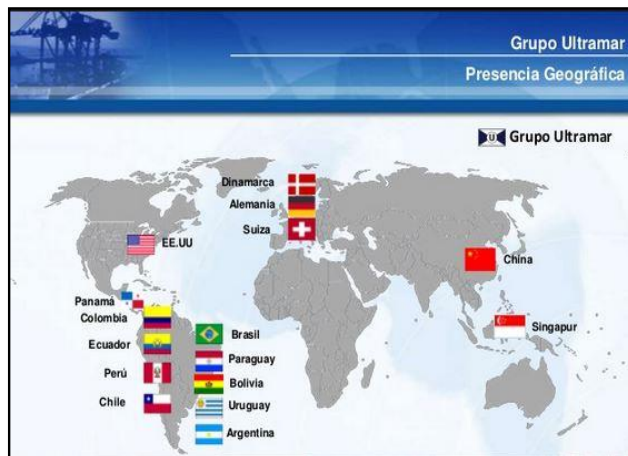 Grupo Ultramar
Presencia Geográfica
Grupo Ultramar
Dinamarca
Alemania
Suiza
EE.UU
China
Panamá
Colombia
Singapur
Brasil
Ecuador
Paraguay
Perú
Bolivia
Chile
Uruguay
Argentina